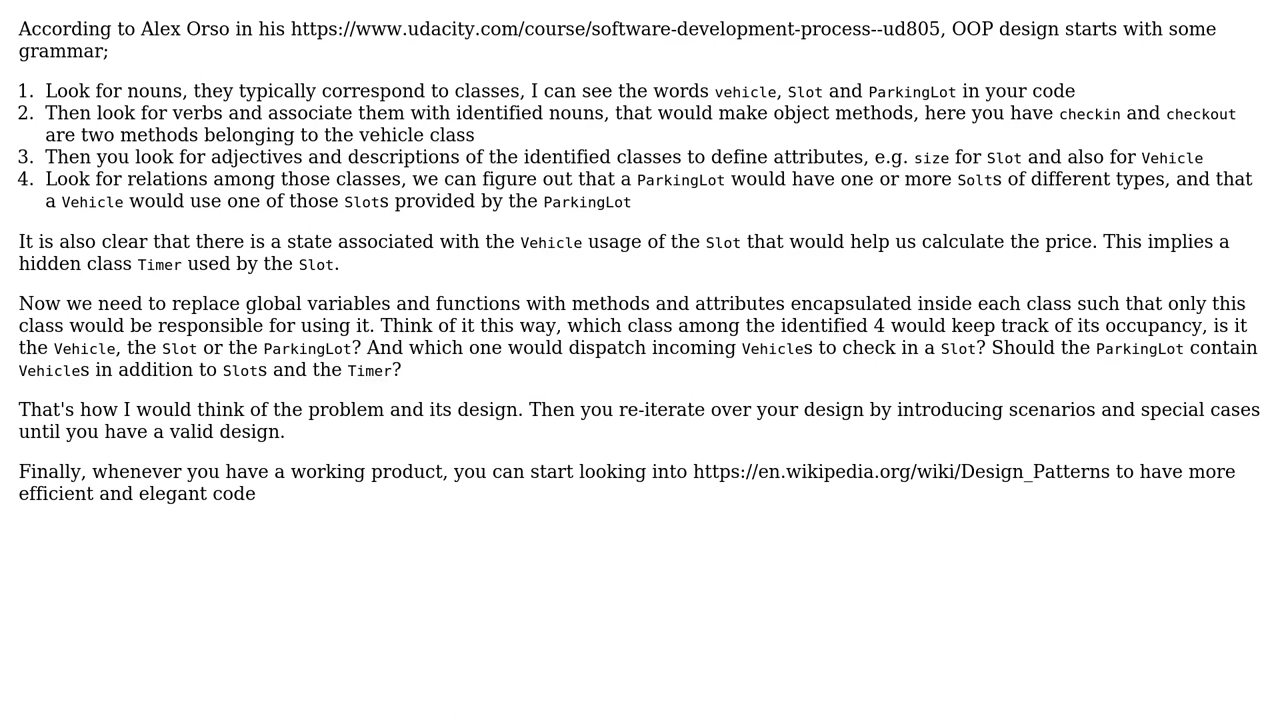 According to Alex Orso in his https://www.udacity.com/course/software-development-process--ud805, OOP design starts with some
grammar;
1. Look for nouns, they typically correspond to classes, I can see the words vehicle, Slot and ParkingLot in your code
2. Then look for verbs and associate them with identified nouns, that would make object methods, here you have checkin and checkout
are two methods belonging to the vehicle class
3. Then you look for adjectives and descriptions of the identified classes to define attributes, e.g. size for Slot and also for Vehicle
4. Look for relations among those classes, we can figure out that a ParkingLot would have one or more Solts of different types, and that
a Vehicle would use one of those Slots provided by the ParkingLot
It is also clear that there is a state associated with the Vehicle usage of the Slot that would help us calculate the price. This implies a
hidden class Timer used by the Slot.
Now we need to replace global variables and functions with methods and attributes encapsulated inside each class such that only this
class would be responsible for using it. Think of it this way, which class among the identified 4 would keep track of its occupancy, is it
the Vehicle, the Slot or the ParkingLot? And which one would dispatch incoming Vehicles to check in a Slot? Should the ParkingLot contain
Vehicles in addition to Slots and the Timer?
That's how I would think of the problem and its design. Then you re-iterate over your design by introducing scenarios and special cases
until you have a valid design.
Finally, whenever you have a working product, you can start looking into https://en.wikipedia.org/wiki/Design_Patterns to have more
efficient and elegant code